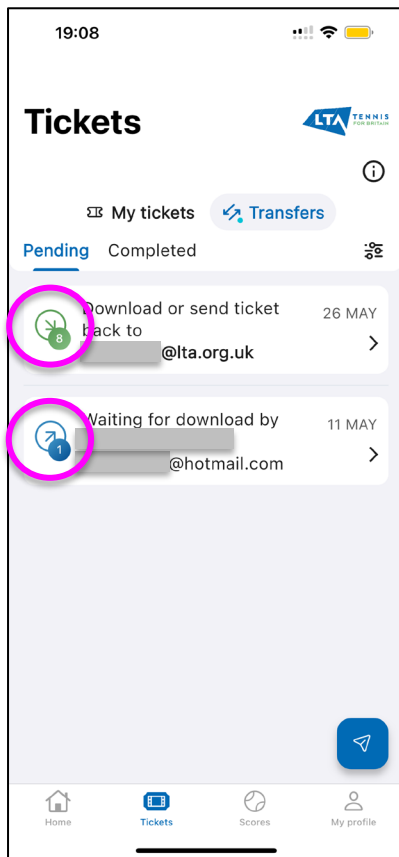 19:08
Tickets
LTA TENNIS
FOR BRITAIN
My tickets Transfers
Pending Completed
Download or send ticket 26 MAY
back to
8
@lta.org.uk
Waiting for download by 11 MAY
1
@hotmail.com
Home Tickets Scores My profile